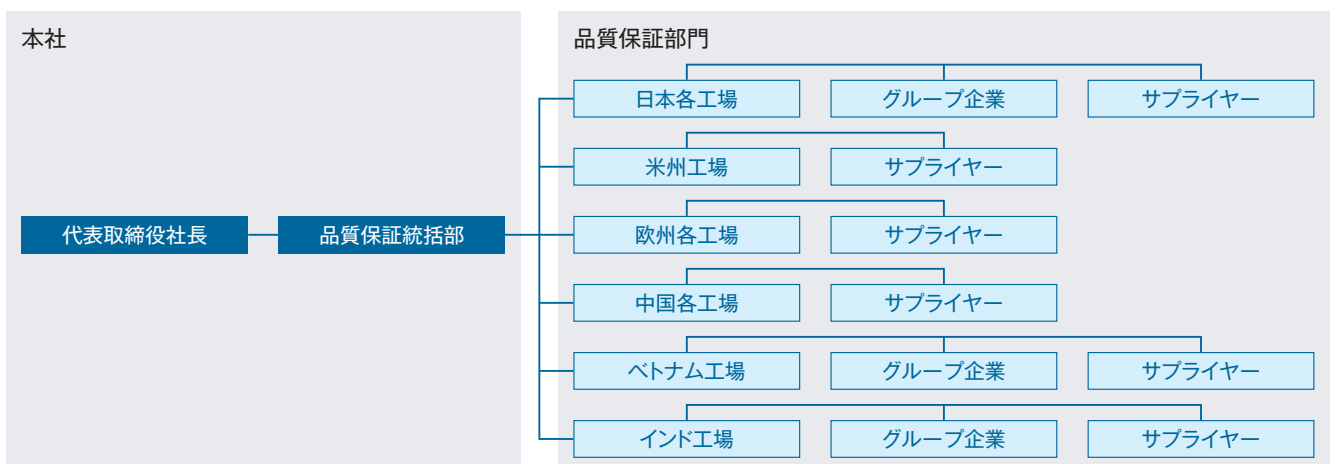 本社
代表取締役社長
品質保証統括部
品質保証部門
日本各工場 グループ企業 サプライヤー
米州工場 サプライヤー
欧州各工場 サプライヤー
中国各工場 サプライヤー
ベトナム工場 グループ企業 サプライヤー
インド工場 グループ企業 サプライヤー